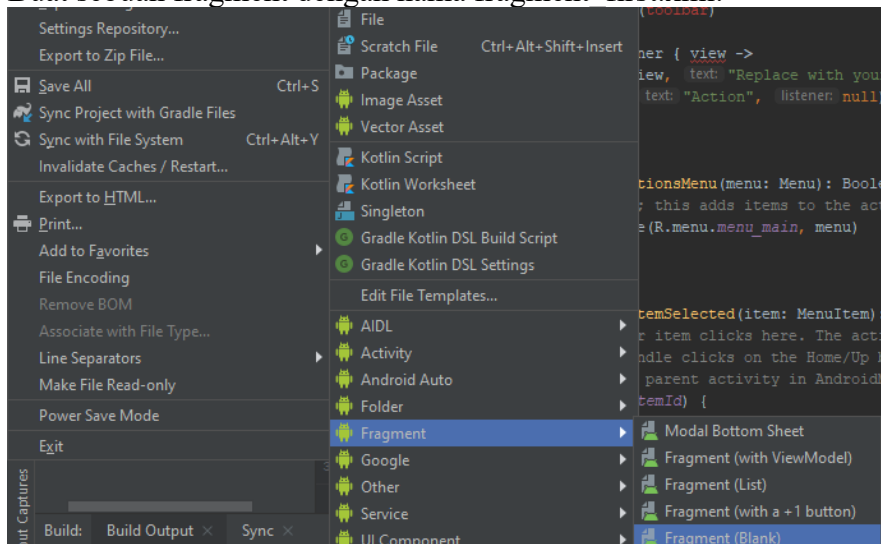 Settings Repository...
Export to Zip File...
Save All Ctrl+S
Sync Project with Gradle Files
Sync with File System Ctrl+Alt+Y
Invalidate Caches / Restart...
Export to HTML...
Print...
Add to Favorites
File Encoding
Remove BOM
Associate with File Type...
Line Separators
Make File Read-only
Power Save Mode
Exit
Build: Build Output × Sync ×
File
Scratch File Ctrl+Alt+Shift+Insert
Package
Image Asset
Vector Asset
Kotlin Script
Kotlin Worksheet
Singleton
Gradle Kotlin DSL Build Script
Gradle Kotlin DSL Settings
Edit File Templates...
AIDL
Activity
Android Auto
Folder
Fragment
Google
Other
Service
UI Component
Modal Bottom Sheet
Fragment (with ViewModel)
Fragment (List)
Fragment (with a +1 button)
Fragment (Blank)
(toolbar)
ner { view ->
iew, text: "Replace with your
text: "Action", listener: null)
tionsMenu(menu: Menu): Boole
; this adds items to the act
e(R.menu.menu_main, menu)
temSelected(item: MenuItem):
r item clicks here. The acti
ndle clicks on the Home/Up b
parent activity in Android
temId) {
ut Captures